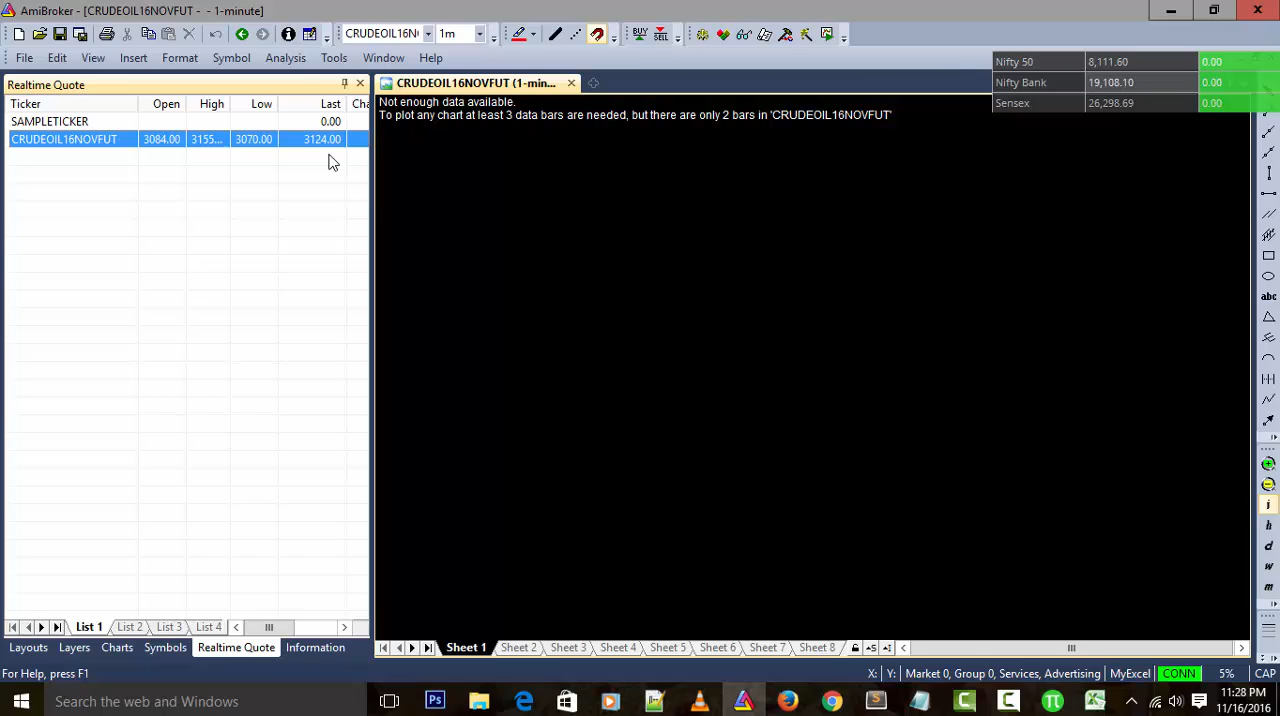 AmiBroker - [CRUDEOIL16NOVFUT - - 1-minute]
CRUDEOIL16N 1m BUY SELL
File Edit View Insert Format Symbol Analysis Tools Window Help
Nifty 50 8,111.60 0.00
Nifty Bank 19,108.10 0.00
Sensex 26,298.69 0.00
Realtime Quote
CRUDEOIL16NOVFUT (1-min...
Ticker Open High Low Last Cha
SAMPLETICKER 0.00
CRUDEOIL16NOVFUT 3084.00 3155... 3070.00 3124.00
Not enough data available.
To plot any chart at least 3 data bars are needed, but there are only 2 bars in 'CRUDEOIL16NOVFUT'
abc
i
h
d
w
m
List 1 List 2 List 3 List 4
Layouts Layers Charts Symbols Realtime Quote Information
Sheet 1 Sheet 2 Sheet 3 Sheet 4 Sheet 5 Sheet 6 Sheet 7 Sheet 8
For Help, press F1
X: Y: Market 0, Group 0, Services, Advertising MyExcel CONN 5% CAP
Search the web and Windows
11:28 PM
11/16/2016